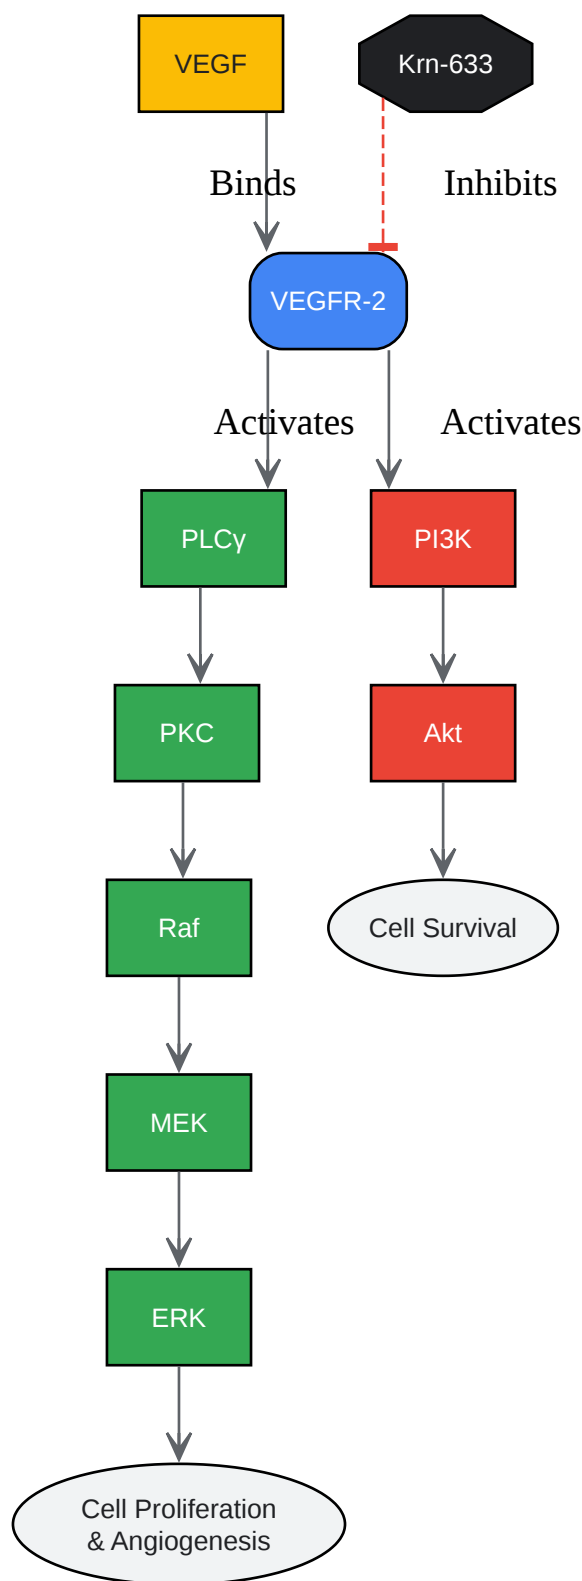 VEGF
Krn-633
Binds
Inhibits
VEGFR-2
Activates
Activates
PLCγ
PI3K
PKC
Akt
Raf
Cell Survival
MEK
ERK
Cell Proliferation
& Angiogenesis